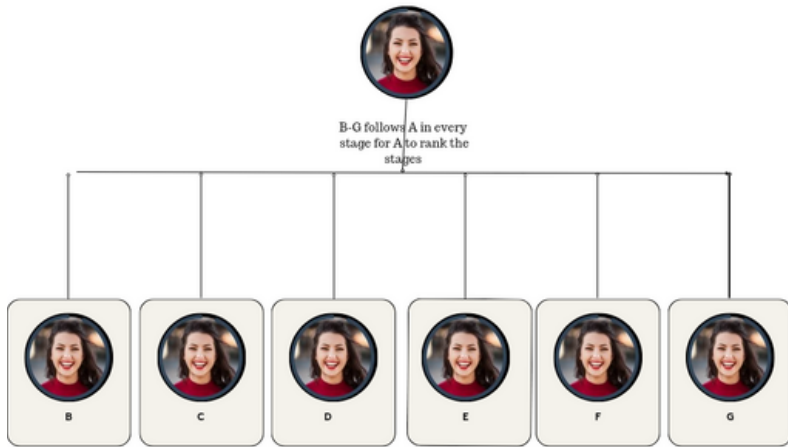 B-G follows A in every
stage for A to rank the
stages
B
C
D
E
F
G